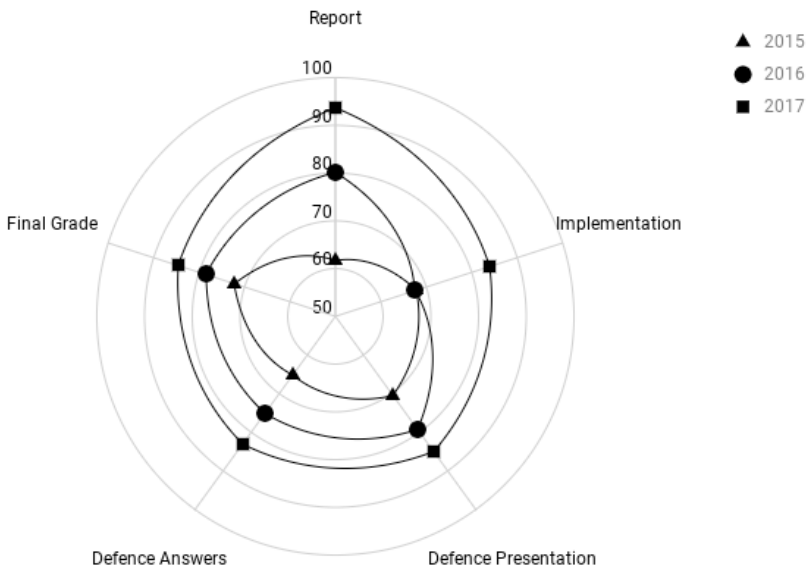 Report
100
90
80
70
60
50
2015
2016
2017
Final Grade
Implementation
Defence Answers
Defence Presentation